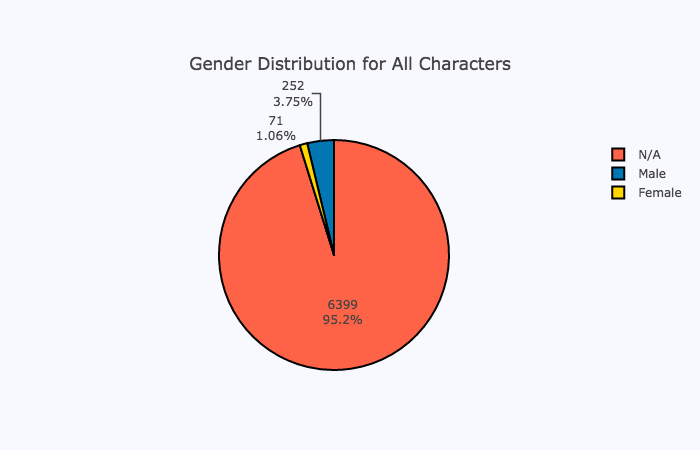 Gender Distribution for All Characters
252
3.75%
71
1.06%
N/A
Male
Female
6399
95.2%